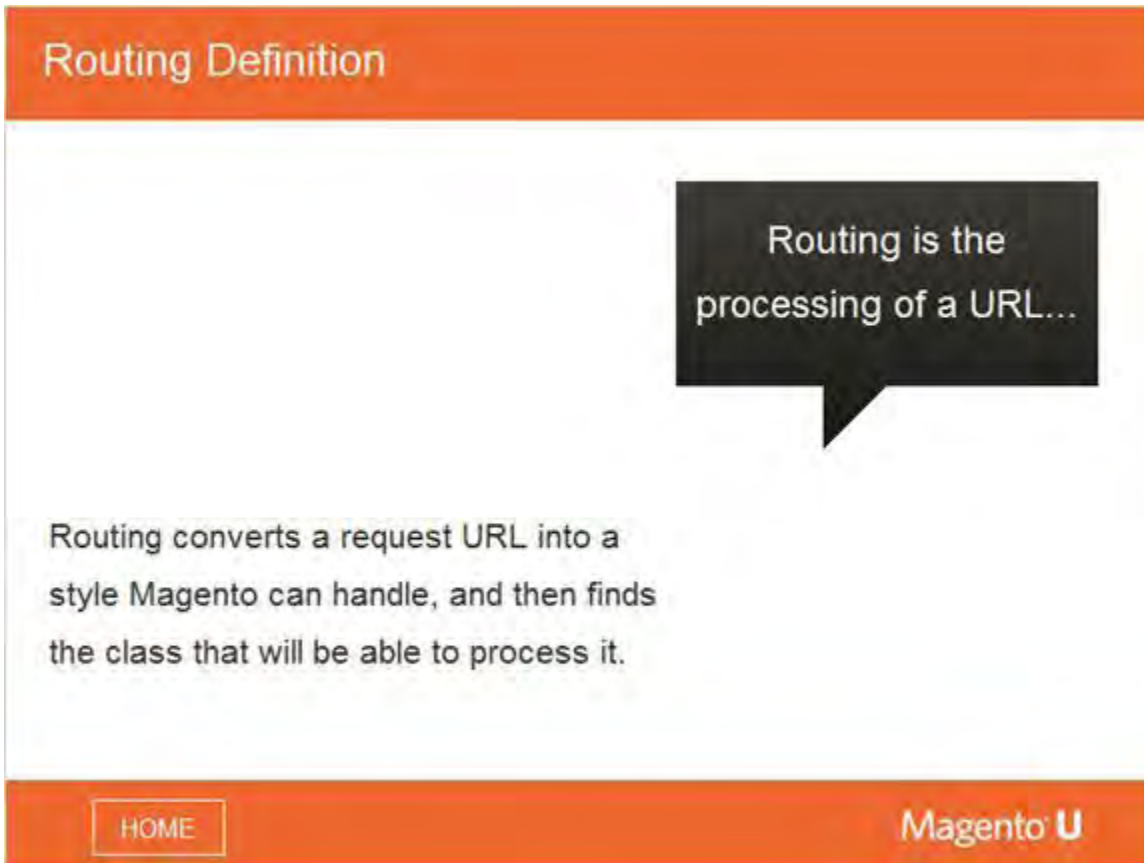 Routing Definition
Routing is the
processing of a URL...
Routing converts a request URL into a
style Magento can handle, and then finds
the class that will be able to process it.
HOME
Magento U